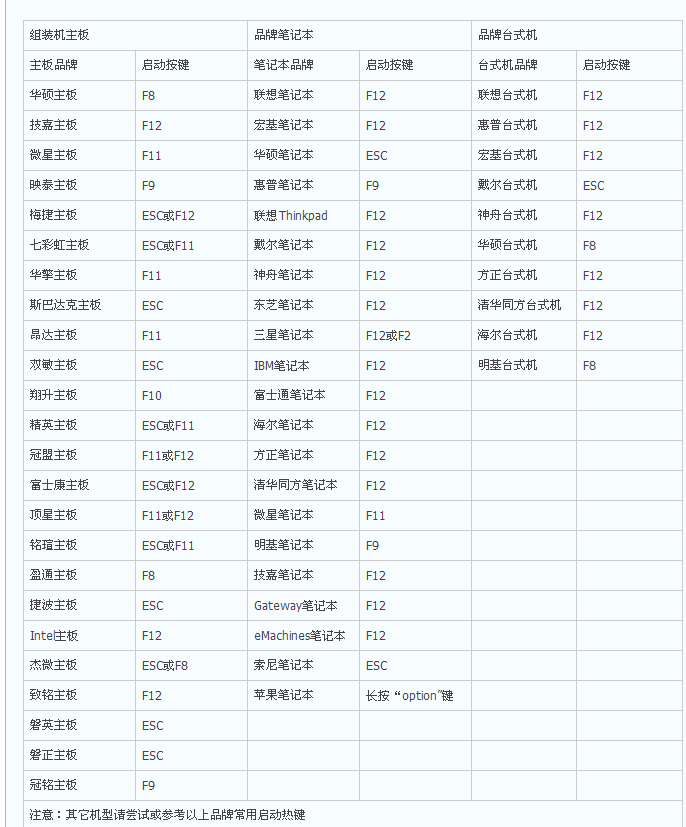 组装机主板 品牌笔记本 品牌台式机
主板品牌 启动按键 笔记本品牌 启动按键 台式机品牌 启动按键
华硕主板 F8 联想笔记本 F12 联想台式机 F12
技嘉主板 F12 宏基笔记本 F12 惠普台式机 F12
微星主板 F11 华硕笔记本 ESC 宏基台式机 F12
映泰主板 F9 惠普笔记本 F9 戴尔台式机 ESC
梅捷主板 ESC或F12 联想Thinkpad F12 神舟台式机 F12
七彩虹主板 ESC或F11 戴尔笔记本 F12 华硕台式机 F8
华擎主板 F11 神舟笔记本 F12 方正台式机 F12
斯巴达克主板 ESC 东芝笔记本 F12 清华同方台式机 F12
昂达主板 F11 三星笔记本 F12或F2 海尔台式机 F12
双敏主板 ESC IBM笔记本 F12 明基台式机 F8
翔升主板 F10 富士通笔记本 F12
精英主板 ESC或F11 海尔笔记本 F12
冠盟主板 F11或F12 方正笔记本 F12
富士康主板 ESC或F12 清华同方笔记本 F12
顶星主板 F11或F12 微星笔记本 F11
铭瑄主板 ESC或F11 明基笔记本 F9
盈通主板 F8 技嘉笔记本 F12
捷波主板 ESC Gateway笔记本 F12
Intel主板 F12 eMachines笔记本 F12
杰微主板 ESC或F8 索尼笔记本 ESC
致铭主板 F12 苹果笔记本 长按“option”键
磐英主板 ESC
磐正主板 ESC
冠铭主板 F9
注意：其它机型请尝试或参考以上品牌常用启动热键